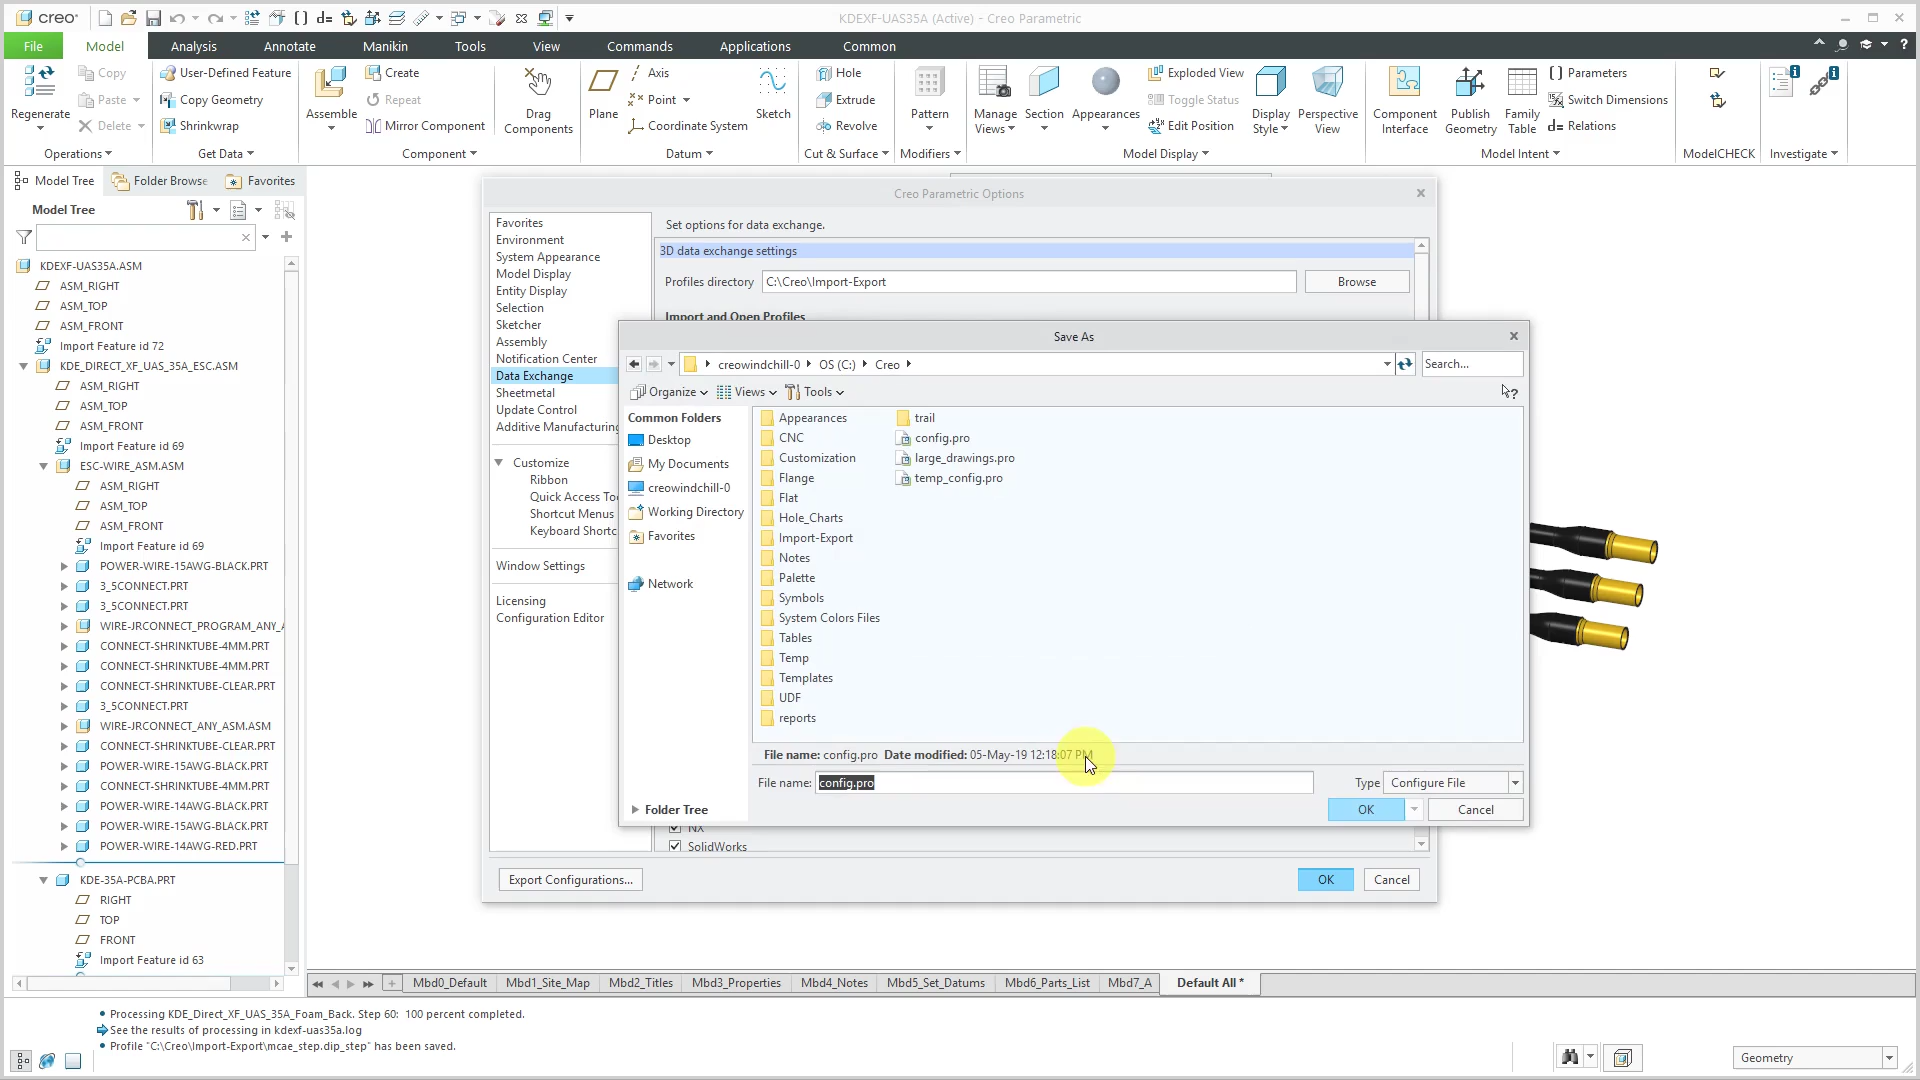 creo
KDEXF-UAS35A (Active) - Creo Parametric
File Model Analysis Annotate Manikin Tools View Commands Applications Common
Regenerate
Copy
Paste
Delete
Operations
User-Defined Feature
Copy Geometry
Shrinkwrap
Get Data
Assemble
Create
Repeat
Mirror Component
Component
Drag Components
Plane
Axis
Point
Coordinate System
Sketch
Datum
Hole
Extrude
Revolve
Cut & Surface
Pattern
Modifiers
Manage Views
Section
Appearances
Exploded View
Toggle Status
Edit Position
Display Style
Perspective View
Model Display
Component Interface
Publish Geometry
Family Table
Parameters
Switch Dimensions
d= Relations
Model Intent
ModelCHECK
Investigate
Model Tree Folder Browse Favorites
Model Tree
KDEXF-UAS35A.ASM
ASM_RIGHT
ASM_TOP
ASM_FRONT
Import Feature id 72
KDE_DIRECT_XF_UAS_35A_ESC.ASM
ASM_RIGHT
ASM_TOP
ASM_FRONT
Import Feature id 69
ESC-WIRE_ASM.ASM
ASM_RIGHT
ASM_TOP
ASM_FRONT
Import Feature id 69
POWER-WIRE-15AWG-BLACK.PRT
3_5CONNECT.PRT
3_5CONNECT.PRT
WIRE-JRCONNECT_PROGRAM_ANY_A
CONNECT-SHRINKTUBE-4MM.PRT
CONNECT-SHRINKTUBE-4MM.PRT
CONNECT-SHRINKTUBE-CLEAR.PRT
3_5CONNECT.PRT
WIRE-JRCONNECT_ANY_ASM.ASM
CONNECT-SHRINKTUBE-CLEAR.PRT
POWER-WIRE-15AWG-BLACK.PRT
CONNECT-SHRINKTUBE-4MM.PRT
POWER-WIRE-14AWG-BLACK.PRT
POWER-WIRE-15AWG-BLACK.PRT
POWER-WIRE-14AWG-RED.PRT
KDE-35A-PCBA.PRT
RIGHT
TOP
FRONT
Import Feature id 63
Creo Parametric Options
Favorites
Environment
System Appearance
Model Display
Entity Display
Selection
Sketcher
Assembly
Notification Center
Data Exchange
Sheetmetal
Update Control
Additive Manufacturing
Customize
Ribbon
Quick Access To
Shortcut Menus
Keyboard Shortc
Window Settings
Licensing
Configuration Editor
Set options for data exchange.
3D data exchange settings
Profiles directory C:\Creo\Import-Export Browse
Import and Open Profiles
NX
SolidWorks
Export Configurations... OK Cancel
Save As
creowindchill-0 OS (C:) Creo Search...
Organize Views Tools
Common Folders
Desktop
My Documents
creowindchill-0
Working Directory
Favorites
Network
Folder Tree
Appearances
CNC
Customization
Flange
Flat
Hole_Charts
Import-Export
Notes
Palette
Symbols
System Colors Files
Tables
Temp
Templates
UDF
reports
trail
config.pro
large_drawings.pro
temp_config.pro
File name: config.pro Date modified: 05-May-19 12:18:07 PM
File name: config.pro Type Configure File
OK Cancel
Mbd0_Default Mbd1_Site_Map Mbd2_Titles Mbd3_Properties Mbd4_Notes Mbd5_Set_Datums Mbd6_Parts_List Mbd7_A Default All *
Processing KDE_Direct_XF_UAS_35A_Foam_Back. Step 60: 100 percent completed.
See the results of processing in kdexf-uas35a.log
Profile "C:\Creo\Import-Export\mcae_step.dip_step" has been saved.
Geometry